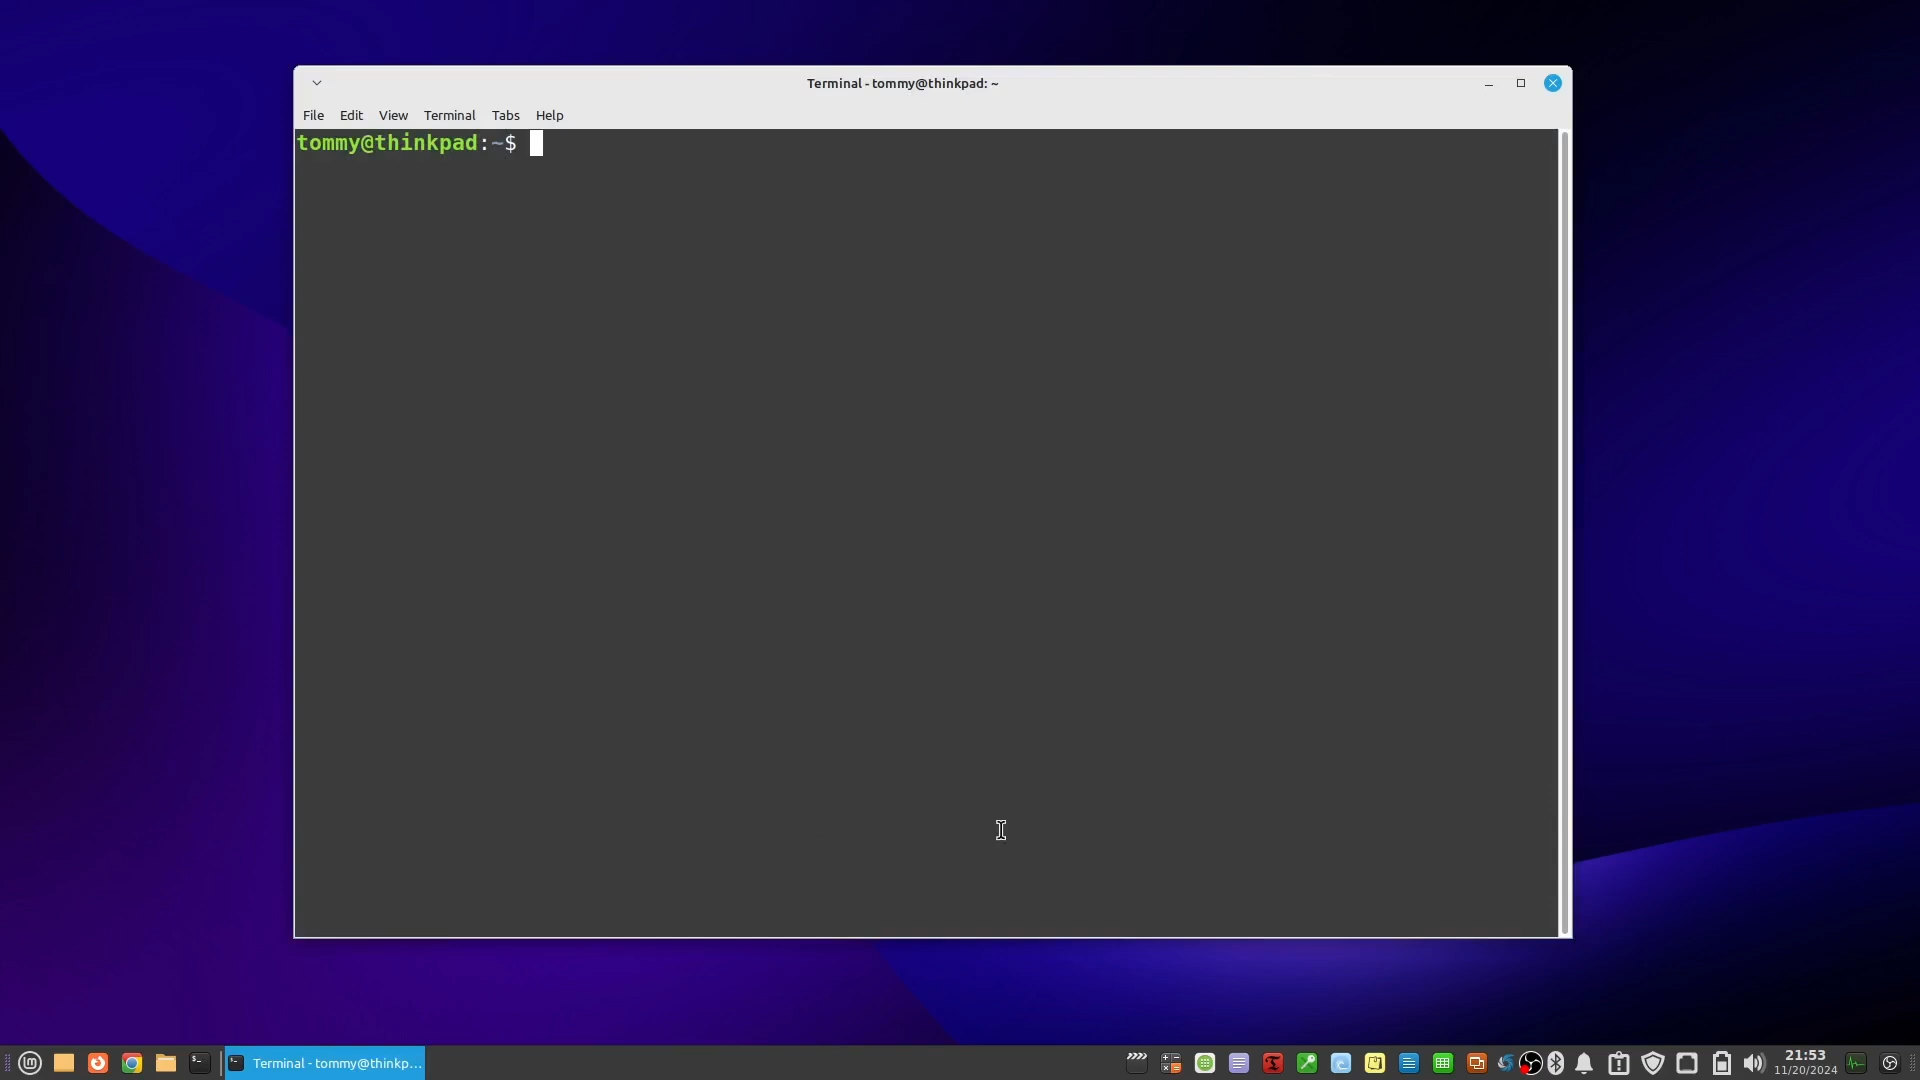 Terminal - tommy@thinkpad: ~
File Edit View Terminal Tabs Help
tommy@thinkpad:~$
Terminal - tommy@thinkp...
21:53
11/20/2024